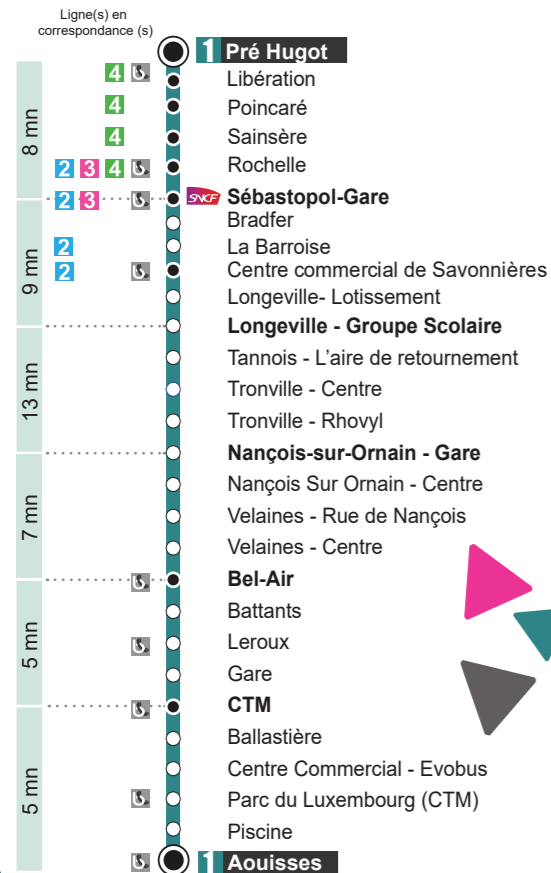 Ligne(s) en
correspondance (s)
1 Pré Hugot
4 Libération
4 Poincaré
4 Sainsère
2 3 4 Rochelle
2 3 SNCF Sébastopol-Gare
Bradfer
2 La Barroise
2 Centre commercial de Savonnières
Longeville- Lotissement
Longeville - Groupe Scolaire
Tannois - L'aire de retournement
Tronville - Centre
Tronville - Rhovyl
Nançois-sur-Ornain - Gare
Nançois Sur Ornain - Centre
Velaines - Rue de Nançois
Velaines - Centre
Bel-Air
Battants
Leroux
Gare
CTM
Ballastière
Centre Commercial - Evobus
Parc du Luxembourg (CTM)
Piscine
1 Aouisses
8 mn
9 mn
13 mn
7 mn
5 mn
5 mn